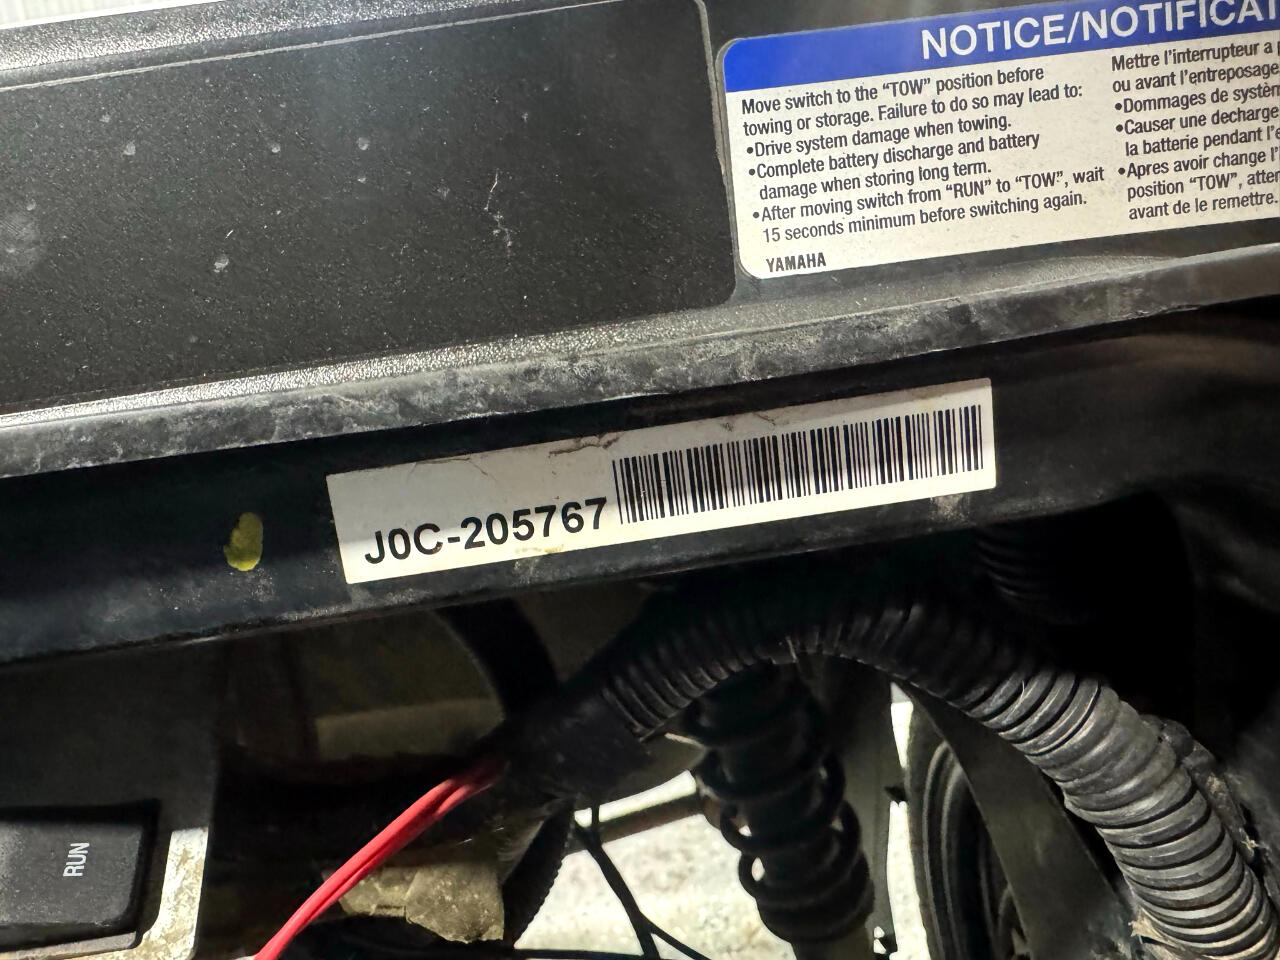 NOTICE/NOTIFICAT
Move switch to the “TOW” position before
towing or storage. Failure to do so may lead to:
•Drive system damage when towing.
•Complete battery discharge and battery
damage when storing long term.
•After moving switch from “RUN” to “TOW”, wait
15 seconds minimum before switching again.
YAMAHA
Mettre l’interrupteur a
ou avant l’entreposage
•Dommages de systèm
•Causer une decharge
la batterie pendant l’e
•Apres avoir change l’i
position “TOW”, atten
avant de le remettre.
J0C-205767
RUN